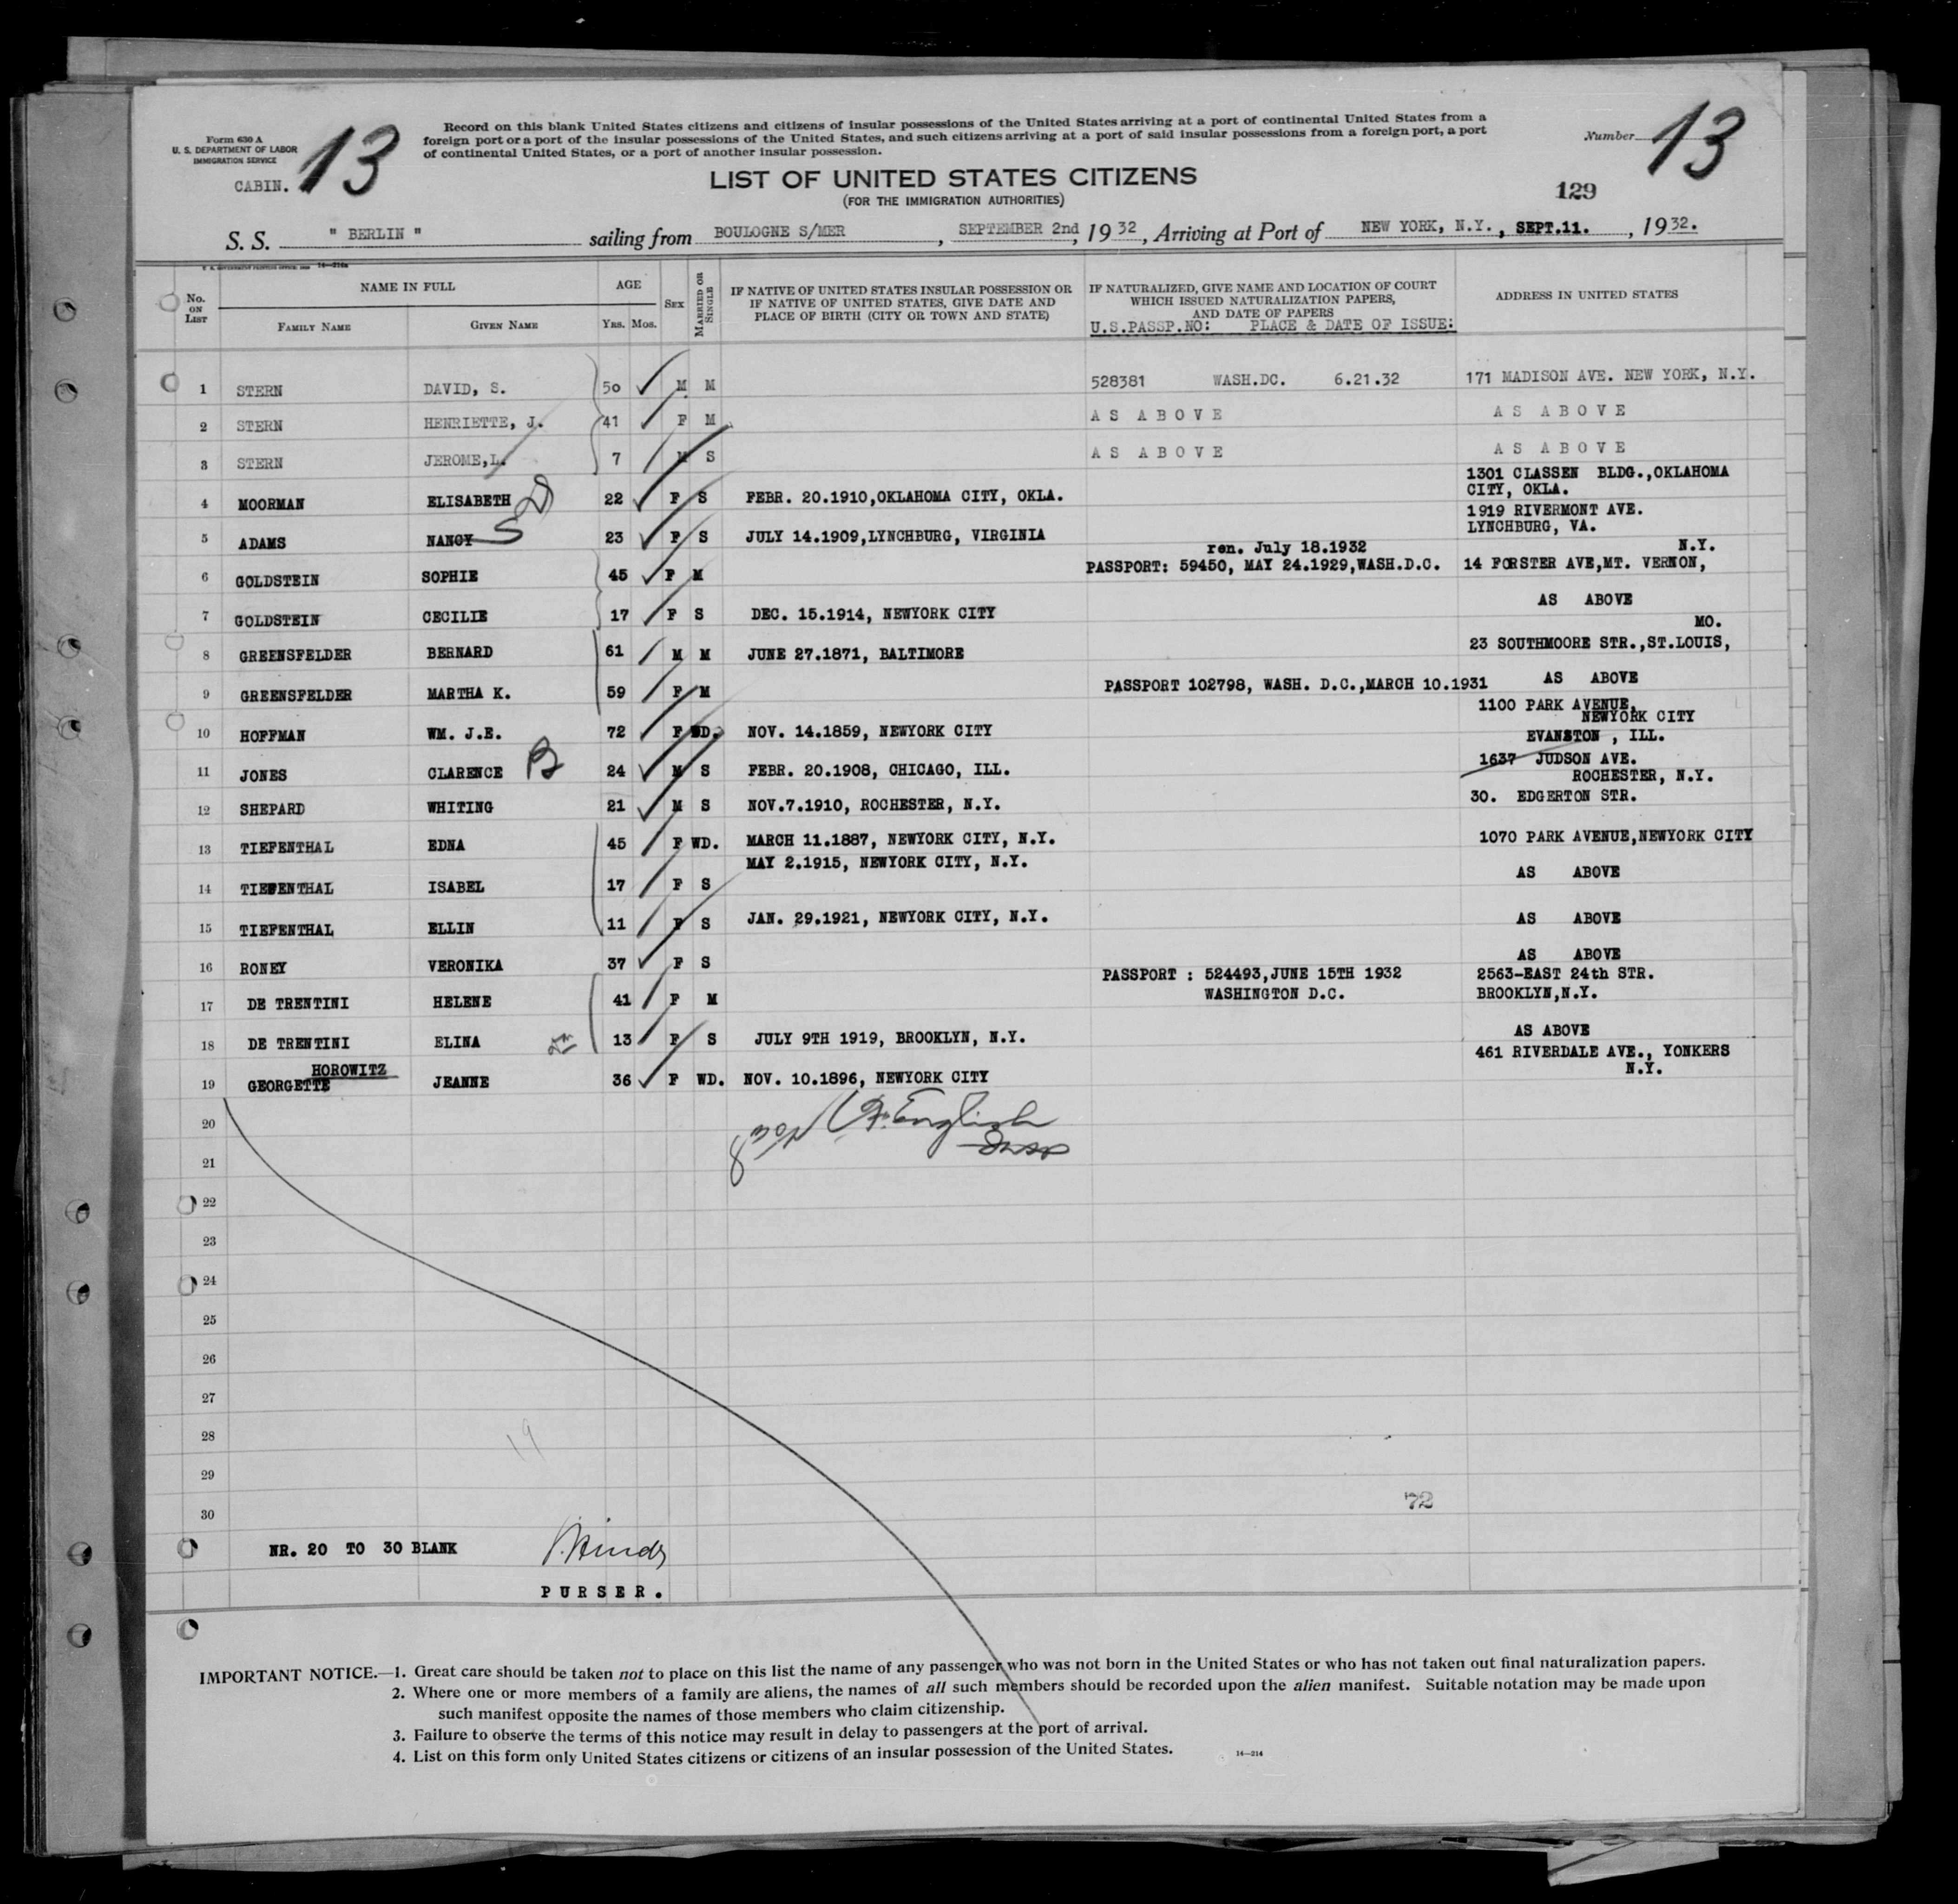 Form 630 A
U. S. DEPARTMENT OF LABOR
IMMIGRATION SERVICE
CABIN.
13
Record on this blank United States citizens and citizens of insular possessions of the United States arriving at a port of continental United States from a
foreign port or a port of the insular possessions of the United States, and such citizens arriving at a port of said insular possessions from a foreign port, a port
of continental United States, or a port of another insular possession.
Number 13
LIST OF UNITED STATES CITIZENS
(FOR THE IMMIGRATION AUTHORITIES)
129
S. S. " BERLIN " sailing from BOULOGNE S/MER, SEPTEMBER 2nd, 1932, Arriving at Port of NEW YORK, N.Y., SEPT.11., 1932.
14—214a
No. ON LIST
NAME IN FULL
FAMILY NAME GIVEN NAME
AGE
YRS. MOS.
SEX
MARRIED OR SINGLE
IF NATIVE OF UNITED STATES INSULAR POSSESSION OR
IF NATIVE OF UNITED STATES, GIVE DATE AND
PLACE OF BIRTH (CITY OR TOWN AND STATE)
IF NATURALIZED, GIVE NAME AND LOCATION OF COURT
WHICH ISSUED NATURALIZATION PAPERS,
AND DATE OF PAPERS
U.S.PASSP.NO: PLACE & DATE OF ISSUE:
ADDRESS IN UNITED STATES
1 STERN DAVID, S. 50 M M 528381 WASH.DC. 6.21.32 171 MADISON AVE. NEW YORK, N.Y.
2 STERN HENRIETTE, J. 41 F M AS ABOVE AS ABOVE
3 STERN JEROME,L. 7 M S AS ABOVE AS ABOVE
1301 CLASSEN BLDG.,OKLAHOMA
4 MOORMAN ELISABETH 22 F S FEBR. 20.1910,OKLAHOMA CITY, OKLA. CITY, OKLA.
1919 RIVERMONT AVE.
5 ADAMS NANCY 23 F S JULY 14.1909,LYNCHBURG, VIRGINIA LYNCHBURG, VA.
ren. July 18.1932 N.Y.
6 GOLDSTEIN SOPHIE 45 F M PASSPORT: 59450, MAY 24.1929,WASH.D.C. 14 FORSTER AVE,MT. VERNON,
7 GOLDSTEIN CECILIE 17 F S DEC. 15.1914, NEWYORK CITY AS ABOVE
MO.
8 GREENSFELDER BERNARD 61 M M JUNE 27.1871, BALTIMORE 23 SOUTHMOORE STR.,ST.LOUIS,
9 GREENSFELDER MARTHA K. 59 F M PASSPORT 102798, WASH. D.C.,MARCH 10.1931 AS ABOVE
1100 PARK AVENUE,
NEWYORK CITY
10 HOFFMAN WM. J.E. 72 F WD. NOV. 14.1859, NEWYORK CITY
EVANSTON , ILL.
11 JONES CLARENCE 24 M S FEBR. 20.1908, CHICAGO, ILL. 1637 JUDSON AVE.
ROCHESTER, N.Y.
12 SHEPARD WHITING 21 M S NOV.7.1910, ROCHESTER, N.Y. 30. EDGERTON STR.
13 TIEFENTHAL EDNA 45 F WD. MARCH 11.1887, NEWYORK CITY, N.Y. 1070 PARK AVENUE,NEWYORK CITY
14 TIEFENTHAL ISABEL 17 F S MAY 2.1915, NEWYORK CITY, N.Y. AS ABOVE
15 TIEFENTHAL ELLIN 11 F S JAN. 29.1921, NEWYORK CITY, N.Y. AS ABOVE
16 RONEY VERONIKA 37 F S AS ABOVE
PASSPORT : 524493,JUNE 15TH 1932 2563-EAST 24th STR.
17 DE TRENTINI HELENE 41 F M WASHINGTON D.C. BROOKLYN,N.Y.
18 DE TRENTINI ELINA 13 F S JULY 9TH 1919, BROOKLYN, N.Y. AS ABOVE
HOROWITZ 461 RIVERDALE AVE., YONKERS
19 GEORGETTE JEANNE 36 F WD. NOV. 10.1896, NEWYORK CITY N.Y.
20
English
Insp
21
22
23
24
25
26
27
28
19
29
30
72
NR. 20 TO 30 BLANK
PURSER.
IMPORTANT NOTICE.—1. Great care should be taken not to place on this list the name of any passenger who was not born in the United States or who has not taken out final naturalization papers.
2. Where one or more members of a family are aliens, the names of all such members should be recorded upon the alien manifest. Suitable notation may be made upon
such manifest opposite the names of those members who claim citizenship.
3. Failure to observe the terms of this notice may result in delay to passengers at the port of arrival.
4. List on this form only United States citizens or citizens of an insular possession of the United States.
14—214